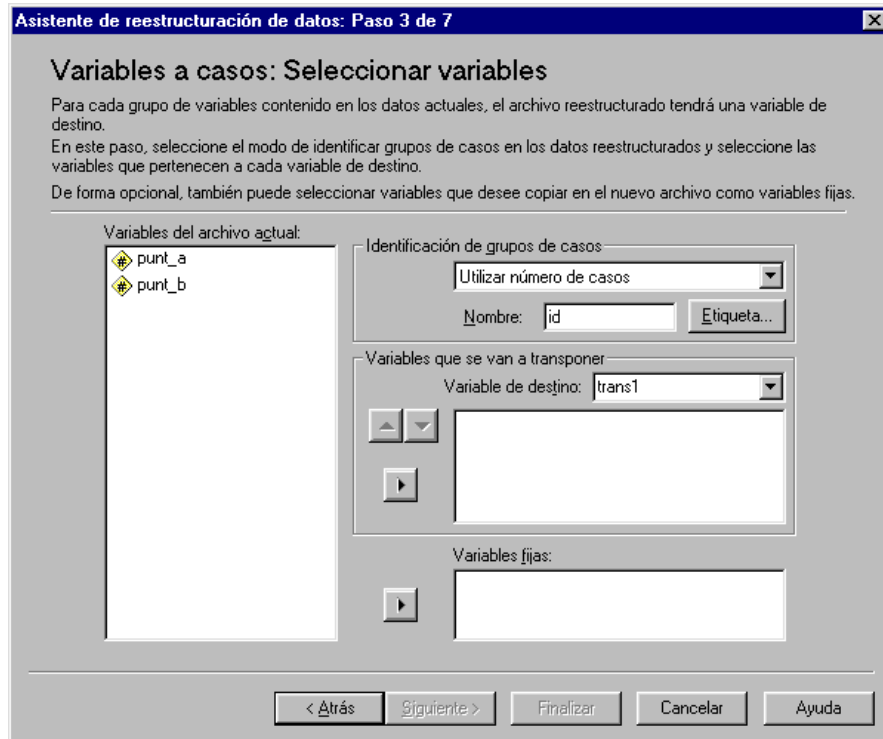 Asistente de reestructuración de datos: Paso 3 de 7
Variables a casos: Seleccionar variables
Para cada grupo de variables contenido en los datos actuales, el archivo reestructurado tendrá una variable de
destino.
En este paso, seleccione el modo de identificar grupos de casos en los datos reestructurados y seleccione las
variables que pertenecen a cada variable de destino.
De forma opcional, también puede seleccionar variables que desee copiar en el nuevo archivo como variables fijas.
Variables del archivo actual:
punt_a
punt_b
Identificación de grupos de casos
Utilizar número de casos
Nombre: id Etiqueta...
Variables que se van a transponer
Variable de destino: trans1
Variables fijas:
< Atrás Siguiente > Finalizar Cancelar Ayuda